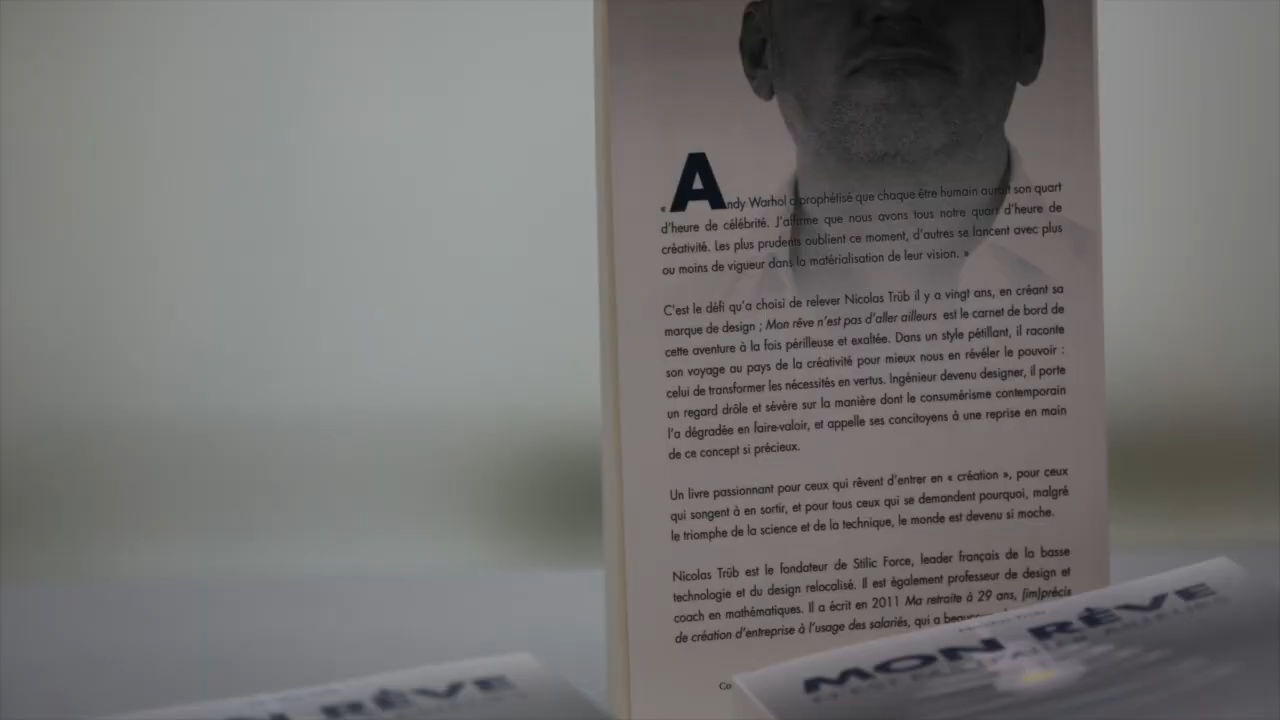 « Andy Warhol a prophétisé que chaque être humain aurait son quart
d'heure de célébrité. J'affirme que nous avons tous notre quart d'heure de
créativité. Les plus prudents oublient ce moment, d'autres se lancent avec plus
ou moins de vigueur dans la matérialisation de leur vision. »
C'est le défi qu'a choisi de relever Nicolas Trüb il y a vingt ans, en créant sa
marque de design ; Mon rêve n'est pas d'aller ailleurs est le carnet de bord de
cette aventure à la fois périlleuse et exaltée. Dans un style pétillant, il raconte
son voyage au pays de la créativité pour mieux nous en révéler le pouvoir :
celui de transformer les nécessités en vertus. Ingénieur devenu designer, il porte
un regard drôle et sévère sur la manière dont le consumérisme contemporain
l'a dégradée en faire-valoir, et appelle ses concitoyens à une reprise en main
de ce concept si précieux.
Un livre passionnant pour ceux qui rêvent d'entrer en « création », pour ceux
qui songent à en sortir, et pour tous ceux qui se demandent pourquoi, malgré
le triomphe de la science et de la technique, le monde est devenu si moche.
Nicolas Trüb est le fondateur de Stilic Force, leader français de la basse
technologie et du design relocalisé. Il est également professeur de design et
coach en mathématiques. Il a écrit en 2011 Ma retraite à 29 ans, [im]précis
de création d'entreprise à l'usage des salariés, qui a
Co
MON RÊVE
RÊVE